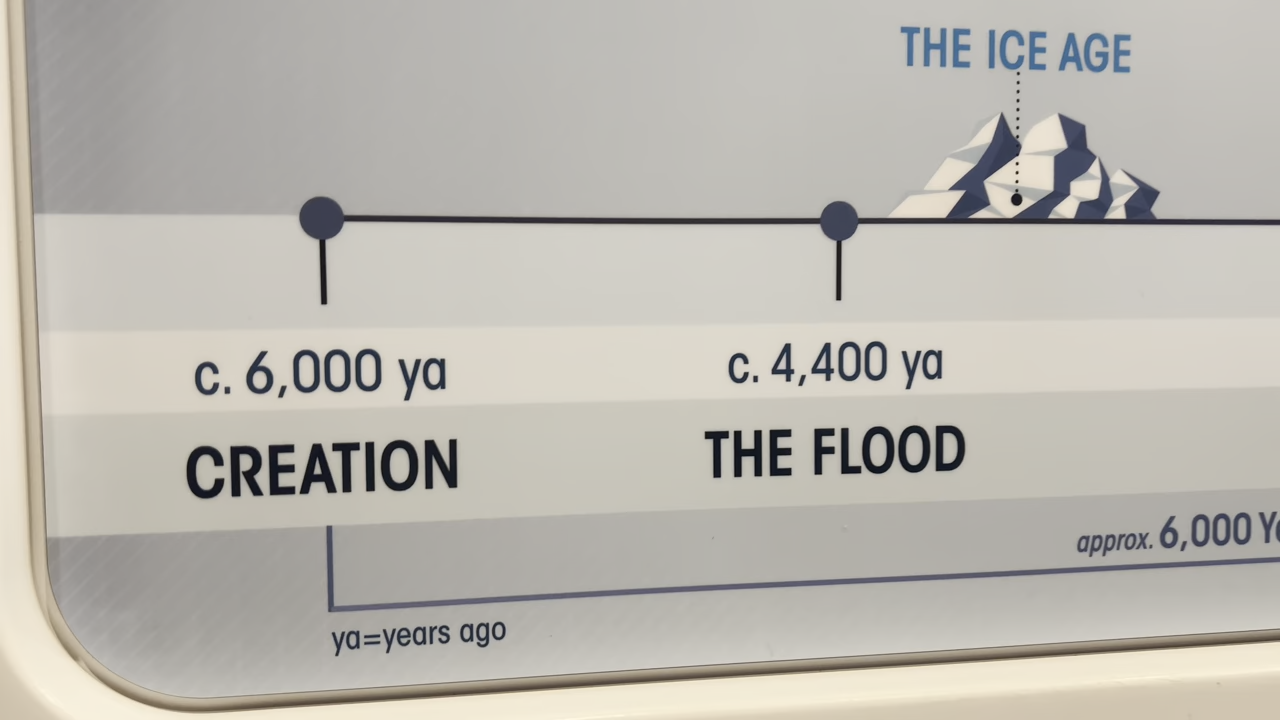 THE ICE AGE
c. 6,000 ya
c. 4,400 ya
CREATION
THE FLOOD
approx. 6,000
ya=years ago